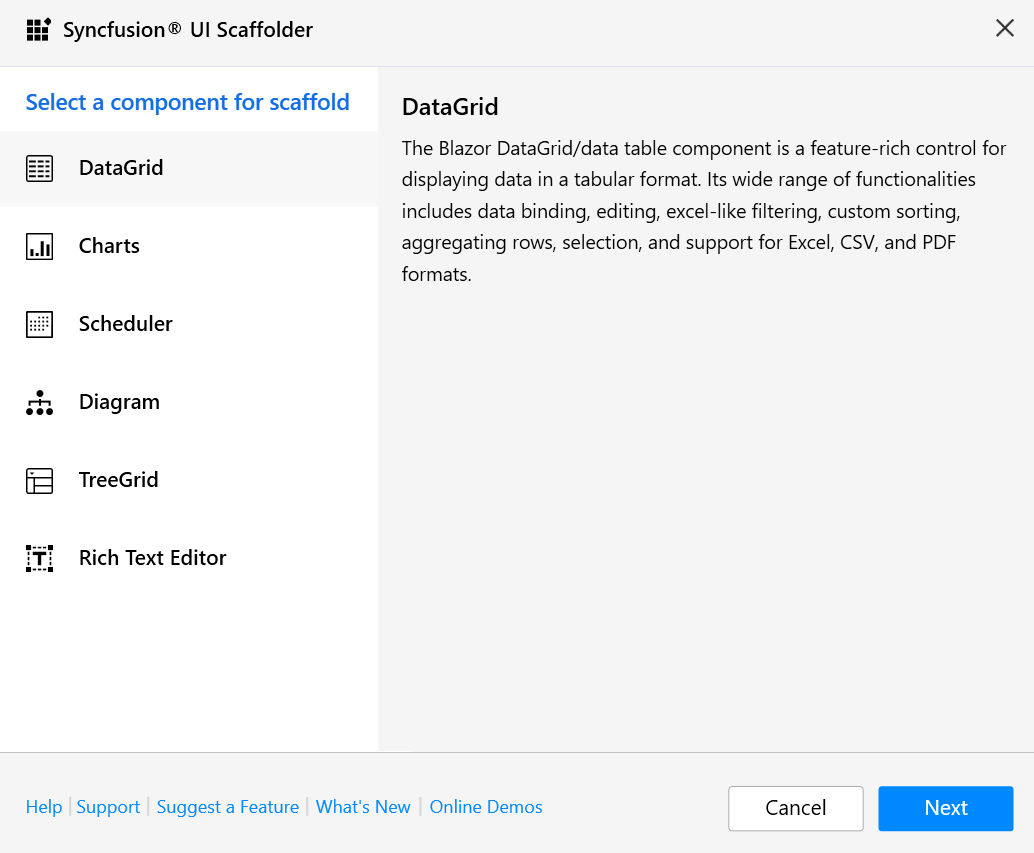 Syncfusion® UI Scaffolder
Select a component for scaffold
DataGrid
Charts
Scheduler
Diagram
TreeGrid
Rich Text Editor
DataGrid
The Blazor DataGrid/data table component is a feature-rich control for
displaying data in a tabular format. Its wide range of functionalities
includes data binding, editing, excel-like filtering, custom sorting,
aggregating rows, selection, and support for Excel, CSV, and PDF
formats.
Help | Support | Suggest a Feature | What's New | Online Demos
Cancel
Next